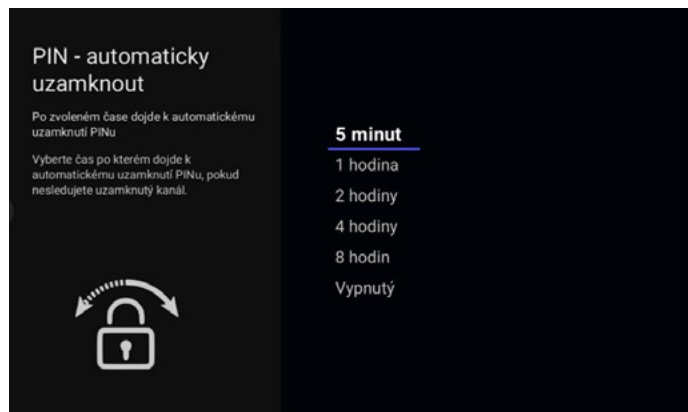 PIN - automaticky
uzamknout
Po zvoleném čase dojde k automatickému
uzamknutí PINu
Vyberte čas po kterém dojde k
automatickému uzamknutí PINu, pokud
nesledujete uzamknutý kanál.
5 minut
1 hodina
2 hodiny
4 hodiny
8 hodin
Vypnutý